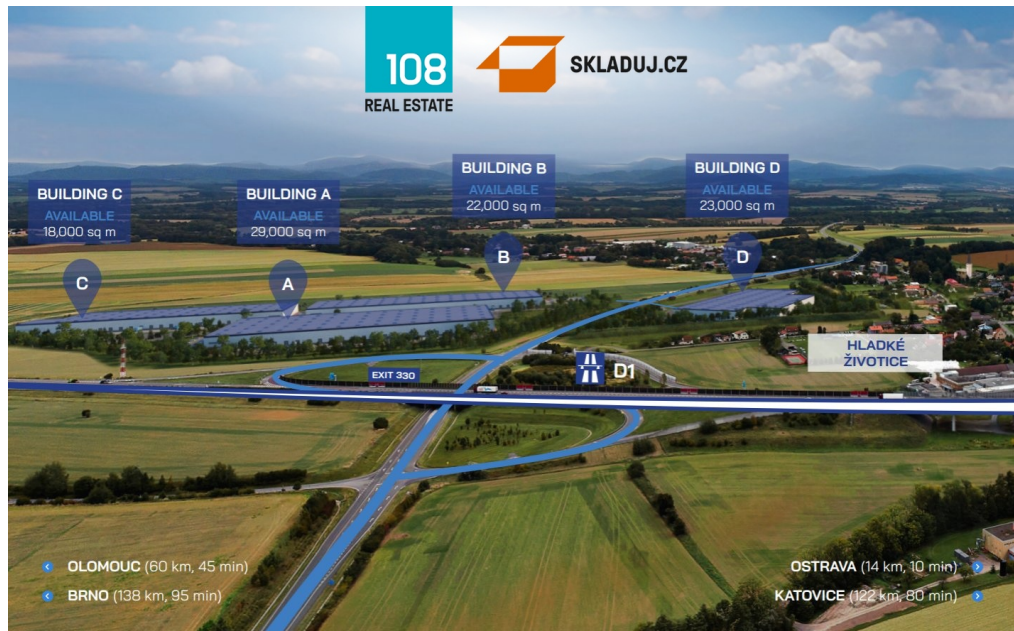 108
REAL ESTATE
SKLADUJ.CZ
BUILDING C
AVAILABLE
18,000 sq m
BUILDING A
AVAILABLE
29,000 sq m
BUILDING B
AVAILABLE
22,000 sq m
BUILDING D
AVAILABLE
23,000 sq m
C
A
B
D
HLADKÉ
ŽIVOTICE
EXIT 330
D1
OLOMOUC (60 km, 45 min)
BRNO (138 km, 95 min)
OSTRAVA (14 km, 10 min)
KATOVICE (122 km, 80 min)